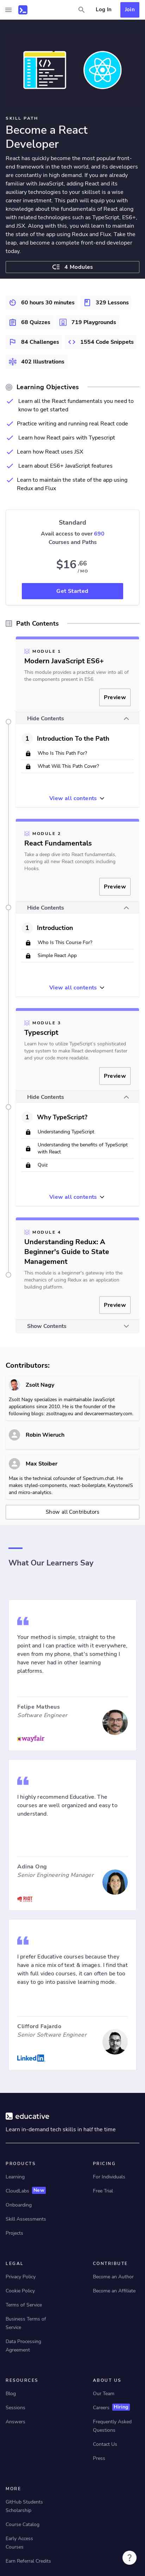 Log In
Join
SKILL PATH
Become a React
Developer
React has quickly become the most popular front-end framework in the world, and its developers are certainly in high demand. If you are already familiar with JavaScript, adding React and its auxiliary technologies to your skillset is a wise investment. This path will equip you with knowledge about the fundamentals of React along with related technologies such as TypeScript, ES6+, and JSX. Along with this, you will learn to maintain the state of the app using Redux and Flux. Take the leap, and become a complete front-end developer today.
4 Modules
60 hours 30 minutes
329 Lessons
68 Quizzes
719 Playgrounds
84 Challenges
1554 Code Snippets
402 Illustrations
Learning Objectives
Learn all the React fundamentals you need to know to get started
Practice writing and running real React code
Learn how React pairs with Typescript
Learn how React uses JSX
Learn about ES6+ JavaScript features
Learn to maintain the state of the app using Redux and Flux
Standard
Avail access to over 690
Courses and Paths
$16.66
/ MO
Get Started
Path Contents
MODULE 1
Modern JavaScript ES6+
This module provides a practical view into all of the components present in ES6.
Preview
Hide Contents
1 Introduction To the Path
Who Is This Path For?
What Will This Path Cover?
View all contents
MODULE 2
React Fundamentals
Take a deep dive into React fundamentals, covering all new React concepts including Hooks.
Preview
Hide Contents
1 Introduction
Who Is This Course For?
Simple React App
View all contents
MODULE 3
Typescript
Learn how to utilize TypeScript's sophisticated type system to make React development faster and your code more readable.
Preview
Hide Contents
1 Why TypeScript?
Understanding TypeScript
Understanding the benefits of TypeScript with React
Quiz
View all contents
MODULE 4
Understanding Redux: A
Beginner's Guide to State
Management
This module is a beginner's gateway into the mechanics of using Redux as an application building platform.
Preview
Show Contents
Contributors:
Zsolt Nagy
Zsolt Nagy specializes in maintainable JavaScript applications since 2010. He is the founder of the following blogs: zsoltnagy.eu and devcareermastery.com.
Robin Wieruch
Max Stoiber
Max is the technical cofounder of Spectrum.chat. He makes styled-components, react-boilerplate, KeystoneJS and micro-analytics.
Show all Contributors
What Our Learners Say
Your method is simple, straight to the point and I can practice with it everywhere, even from my phone, that's something I have never had in other learning platforms.
Felipe Matheus
Software Engineer
wayfair
I highly recommend Educative. The courses are well organized and easy to understand.
Adina Ong
Senior Engineering Manager
RIOT
I prefer Educative courses because they have a nice mix of text & images. I find that with full video courses, it can often be too easy to go into passive learning mode.
Clifford Fajardo
Senior Software Engineer
LinkedIn
educative
Learn in-demand tech skills in half the time
PRODUCTS
Learning
CloudLabs New
Onboarding
Skill Assessments
Projects
PRICING
For Individuals
Free Trial
LEGAL
Privacy Policy
Cookie Policy
Terms of Service
Business Terms of Service
Data Processing Agreement
CONTRIBUTE
Become an Author
Become an Affiliate
RESOURCES
Blog
Sessions
Answers
ABOUT US
Our Team
Careers Hiring
Frequently Asked Questions
Contact Us
Press
MORE
GitHub Students Scholarship
Course Catalog
Early Access Courses
Earn Referral Credits
?